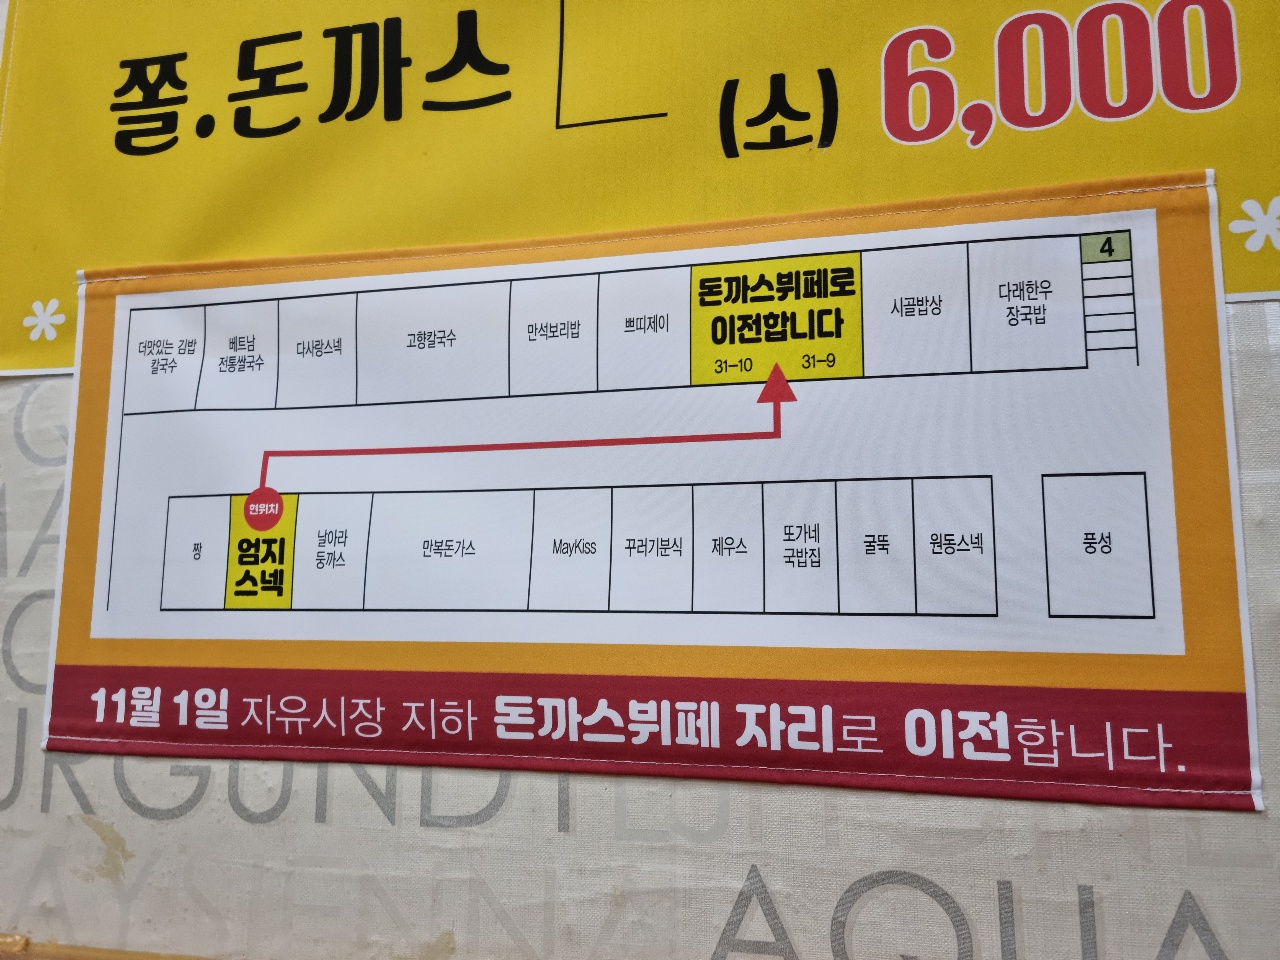 쫄.돈까스
(소) 6,000
더맛있는 김밥
칼국수
베트남
전통쌀국수
다사랑스넥
고향칼국수
만석보리밥
쁘띠제이
돈까스뷔페로
이전합니다
31-10 31-9
시골밥상
다래한우
장국밥
4
짱
현위치
엄지
스넥
날아라
둥까스
만복돈가스
MayKiss
꾸러기분식
제우스
또가네
국밥집
굴뚝
원동스넥
풍성
11월 1일 자유시장 지하 돈까스뷔페 자리로 이전합니다.
URGUNDY
AQUA